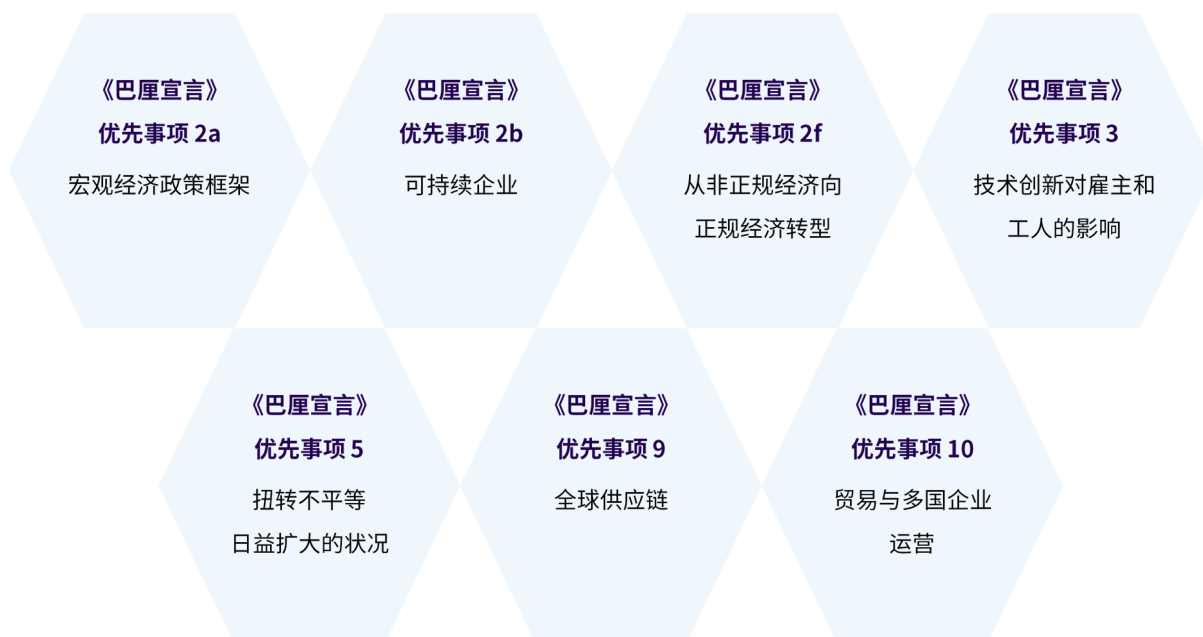 《巴厘宣言》
优先事项 2a
宏观经济政策框架
《巴厘宣言》
优先事项 2b
可持续企业
《巴厘宣言》
优先事项 2f
从非正规经济向
正规经济转型
《巴厘宣言》
优先事项 3
技术创新对雇主和
工人的影响
《巴厘宣言》
优先事项 5
扭转不平等
日益扩大的状况
《巴厘宣言》
优先事项 9
全球供应链
《巴厘宣言》
优先事项 10
贸易与多国企业
运营